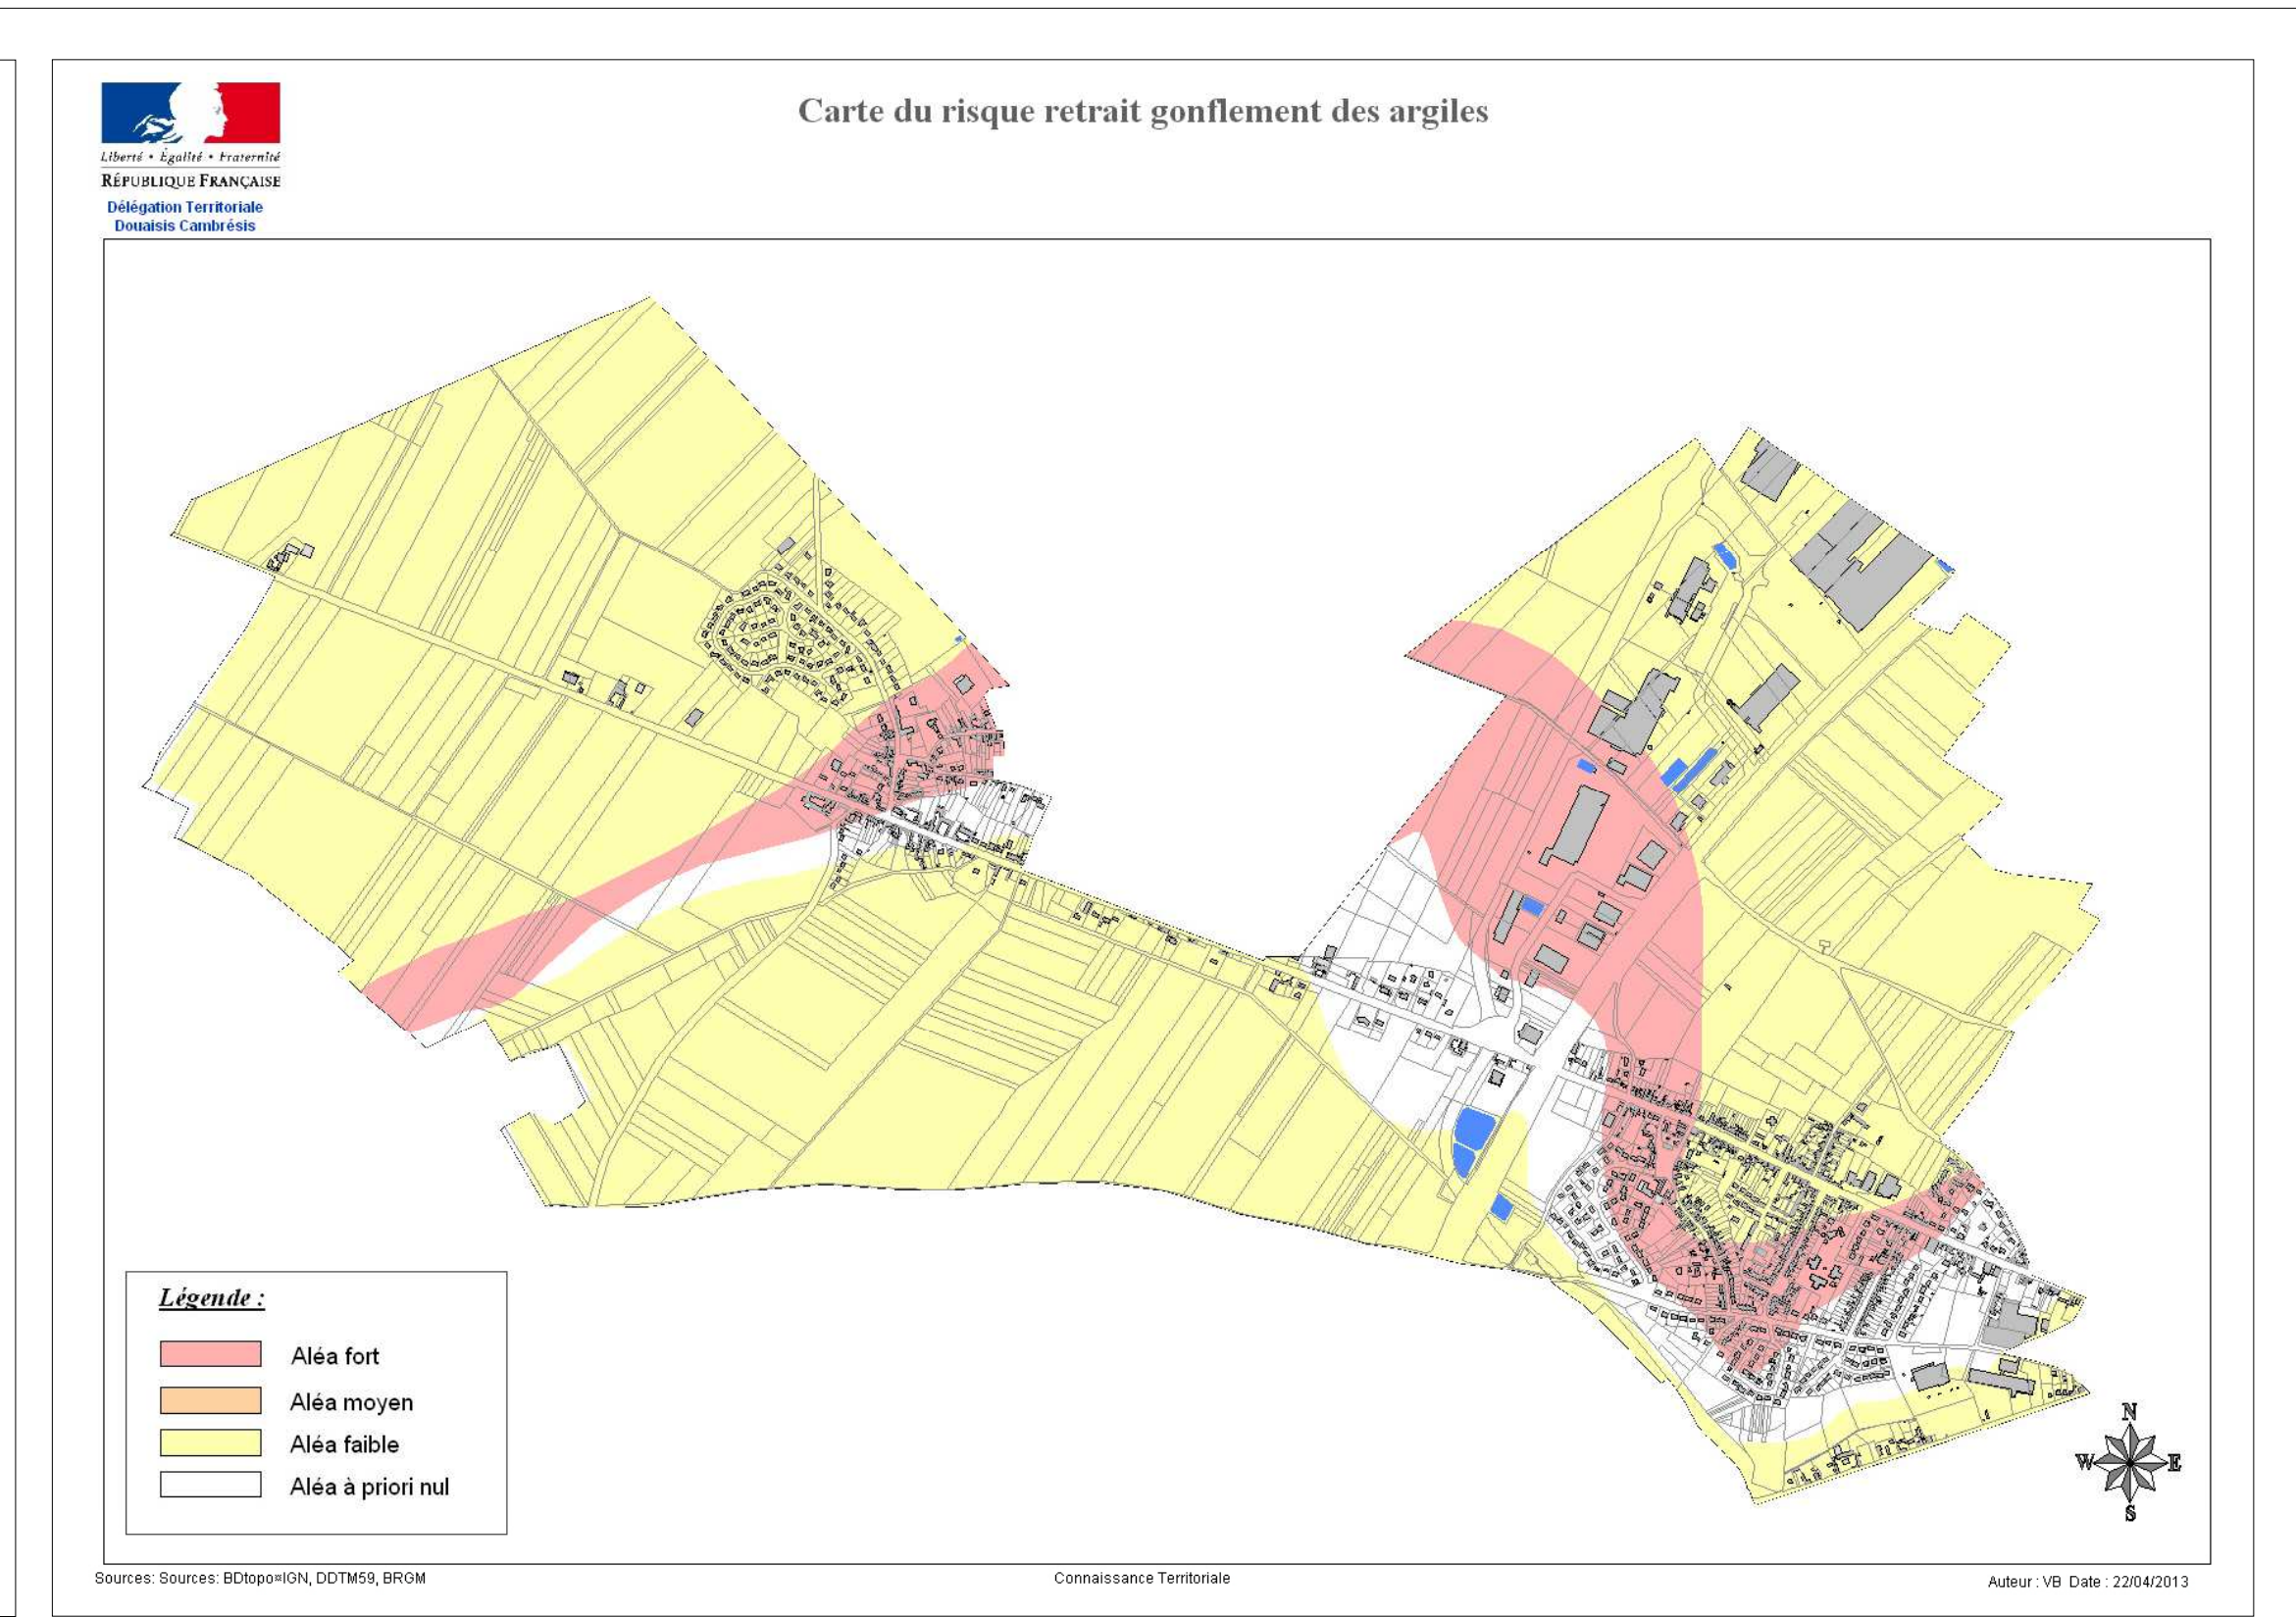 Carte du risque retrait gonflement des argiles
Liberté • Égalité • Fraternité
RÉPUBLIQUE FRANÇAISE
Délégation Territoriale
Douaisis Cambrésis
Légende :
Aléa fort
Aléa moyen
Aléa faible
Aléa à priori nul
N
W
E
S
Sources: Sources: BDtopo¤IGN, DDTM59, BRGM
Connaissance Territoriale
Auteur : VB Date : 22/04/2013